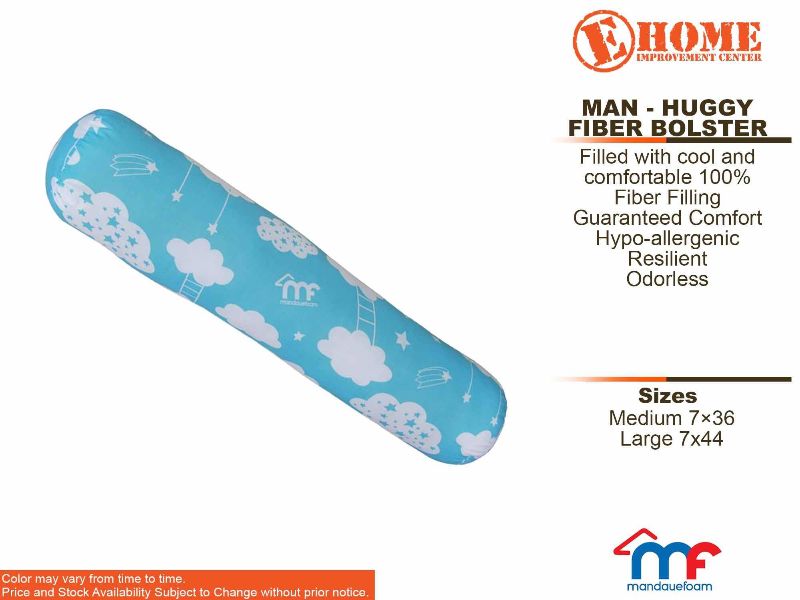 E HOME
IMPROVEMENT CENTER
MAN - HUGGY
FIBER BOLSTER
Filled with cool and
comfortable 100%
Fiber Filling
Guaranteed Comfort
Hypo-allergenic
Resilient
Odorless
mf
mandauefoam
Sizes
Medium 7×36
Large 7x44
mf
mandauefoam
Color may vary from time to time.
Price and Stock Availability Subject to Change without prior notice.